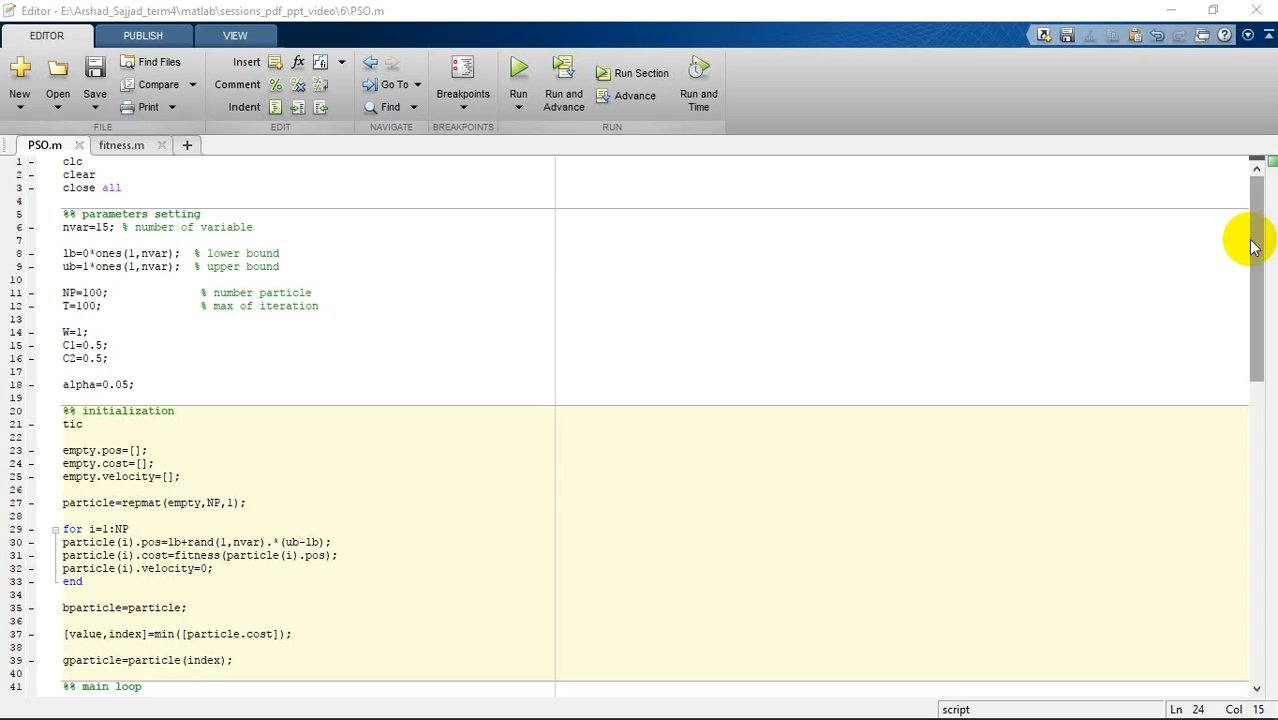 Editor - E:\Arshad_Sajjad_term4\matlab\sessions_pdf_ppt_video\6\PSO.m
EDITOR PUBLISH VIEW
New Open Save Find Files Compare Print
Insert fx Comment Indent
Go To Find
Breakpoints
Run Run and Advance Run Section Advance Run and Time
FILE EDIT NAVIGATE BREAKPOINTS RUN
PSO.m fitness.m
1 clc
2 clear
3 close all
4
5 %% parameters setting
6 nvar=15; % number of variable
7
8 lb=0*ones(1,nvar); % lower bound
9 ub=1*ones(1,nvar); % upper bound
10
11 NP=100; % number particle
12 T=100; % max of iteration
13
14 W=1;
15 C1=0.5;
16 C2=0.5;
17
18 alpha=0.05;
19
20 %% initialization
21 tic
22
23 empty.pos=[];
24 empty.cost=[];
25 empty.velocity=[];
26
27 particle=repmat(empty,NP,1);
28
29 for i=1:NP
30 particle(i).pos=lb+rand(1,nvar).*(ub-lb);
31 particle(i).cost=fitness(particle(i).pos);
32 particle(i).velocity=0;
33 end
34
35 bparticle=particle;
36
37 [value,index]=min([particle.cost]);
38
39 gparticle=particle(index);
40
41 %% main loop
script Ln 24 Col 15